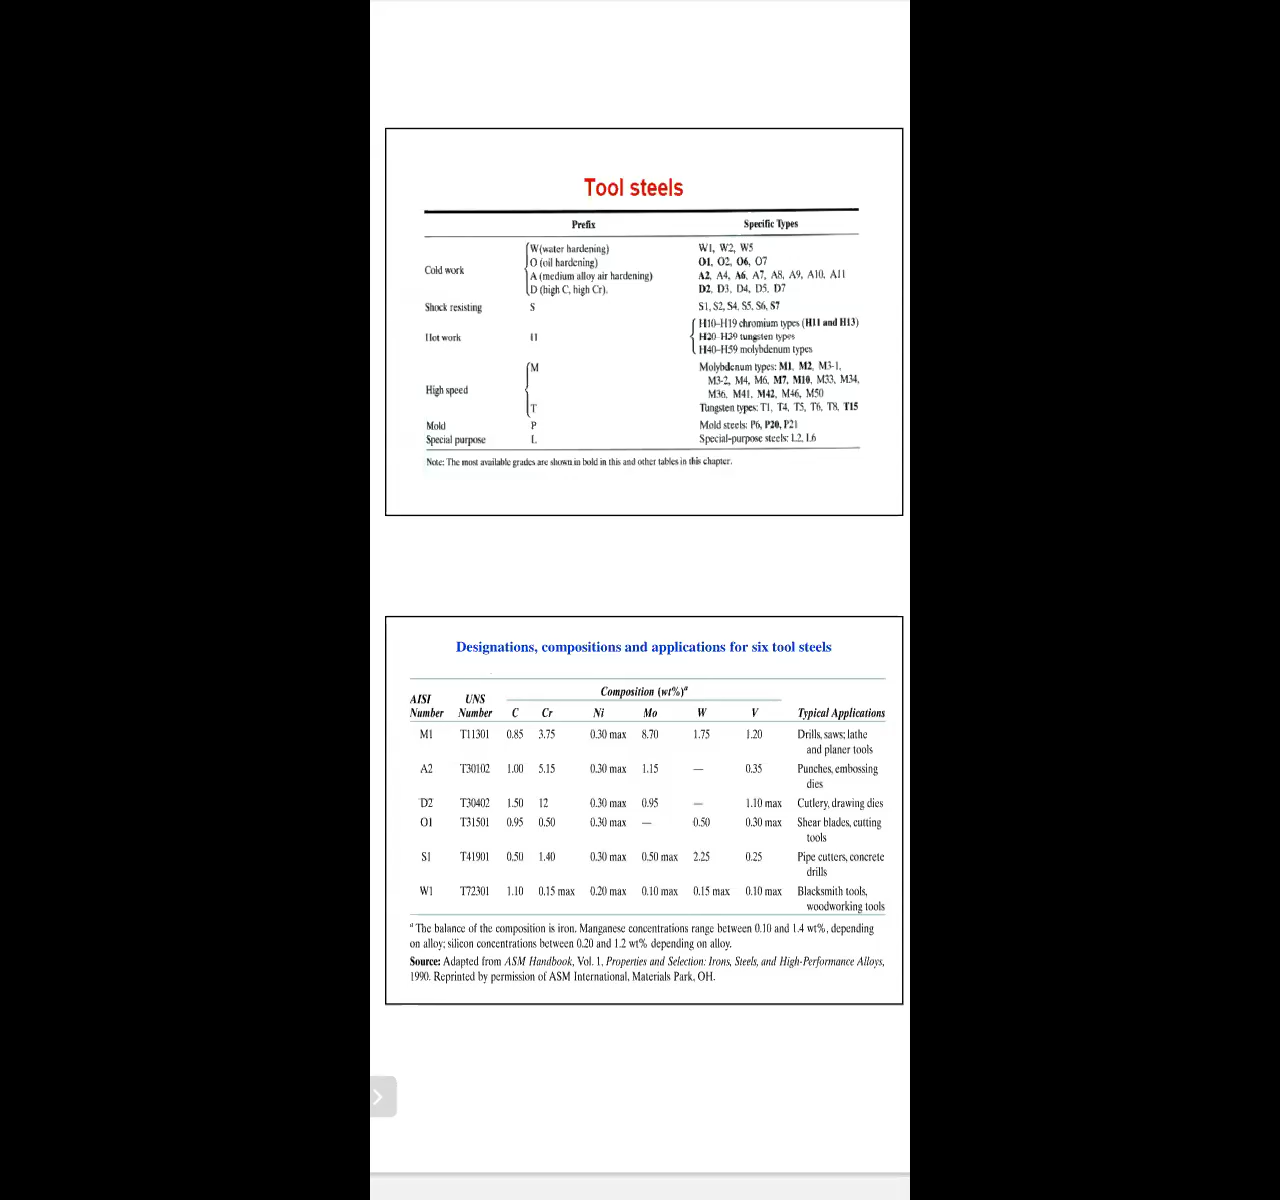 Tool steels
Prefix Specific Types
Cold work
W(water hardening) W1, W2, W5
O (oil hardening) O1, O2, O6, O7
A (medium alloy air hardening) A2, A4, A6, A7, A8, A9, A10, A11
D (high C, high Cr). D2, D3, D4, D5, D7
Shock resisting S S1, S2, S4, S5, S6, S7
Hot work H
H10–H19 chromium types (H11 and H13)
H20–H39 tungsten types
H40–H59 molybdenum types
High speed
M Molybdenum types: M1, M2, M3-1,
M3-2, M4, M6, M7, M10, M33, M34,
M36, M41, M42, M46, M50
T Tungsten types: T1, T4, T5, T6, T8, T15
Mold P Mold steels: P6, P20, P21
Special purpose L Special-purpose steels: L2, L6
Note: The most available grades are shown in bold in this and other tables in this chapter.
Designations, compositions and applications for six tool steels
Composition (wt%)ᵃ
AISI UNS
Number Number C Cr Ni Mo W V Typical Applications
M1 T11301 0.85 3.75 0.30 max 8.70 1.75 1.20 Drills, saws; lathe
and planer tools
A2 T30102 1.00 5.15 0.30 max 1.15 — 0.35 Punches, embossing
dies
D2 T30402 1.50 12 0.30 max 0.95 — 1.10 max Cutlery, drawing dies
O1 T31501 0.95 0.50 0.30 max — 0.50 0.30 max Shear blades, cutting
tools
S1 T41901 0.50 1.40 0.30 max 0.50 max 2.25 0.25 Pipe cutters, concrete
drills
W1 T72301 1.10 0.15 max 0.20 max 0.10 max 0.15 max 0.10 max Blacksmith tools,
woodworking tools
ᵃ The balance of the composition is iron. Manganese concentrations range between 0.10 and 1.4 wt%, depending
on alloy; silicon concentrations between 0.20 and 1.2 wt% depending on alloy.
Source: Adapted from ASM Handbook, Vol. 1, Properties and Selection: Irons, Steels, and High-Performance Alloys,
1990. Reprinted by permission of ASM International, Materials Park, OH.